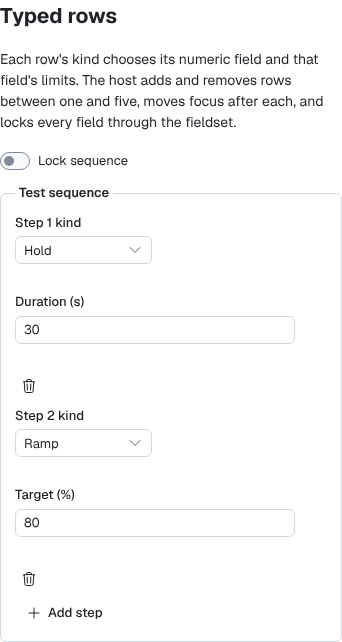 Typed rows
Each row's kind chooses its numeric field and that
field's limits. The host adds and removes rows
between one and five, moves focus after each, and
locks every field through the fieldset.
Lock sequence
Test sequence
Step 1 kind
Hold
Duration (s)
30
Step 2 kind
Ramp
Target (%)
80
Add step